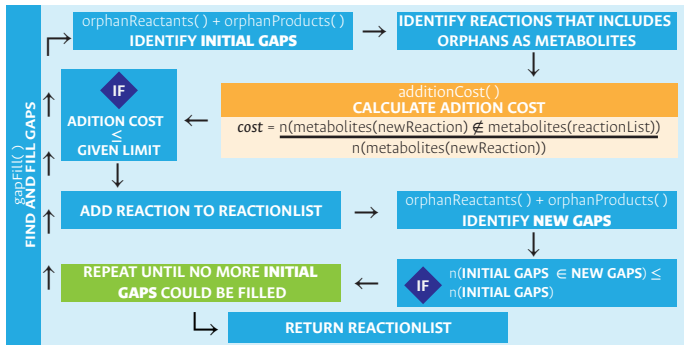 gapFill()
FIND AND FILL GAPS
orphanReactants() + orphanProducts()
IDENTIFY INITIAL GAPS
IDENTIFY REACTIONS THAT INCLUDES
ORPHANS AS METABOLITES
additionCost()
CALCULATE ADITION COST
cost = n(metabolites(newReaction) ∉ metabolites(reactionList))
n(metabolites(newReaction))
IF
ADITION COST
≤
GIVEN LIMIT
ADD REACTION TO REACTIONLIST
orphanReactants() + orphanProducts()
IDENTIFY NEW GAPS
IF
n(INITIAL GAPS ∈ NEW GAPS) ≤
n(INITIAL GAPS)
REPEAT UNTIL NO MORE INITIAL
GAPS COULD BE FILLED
RETURN REACTIONLIST